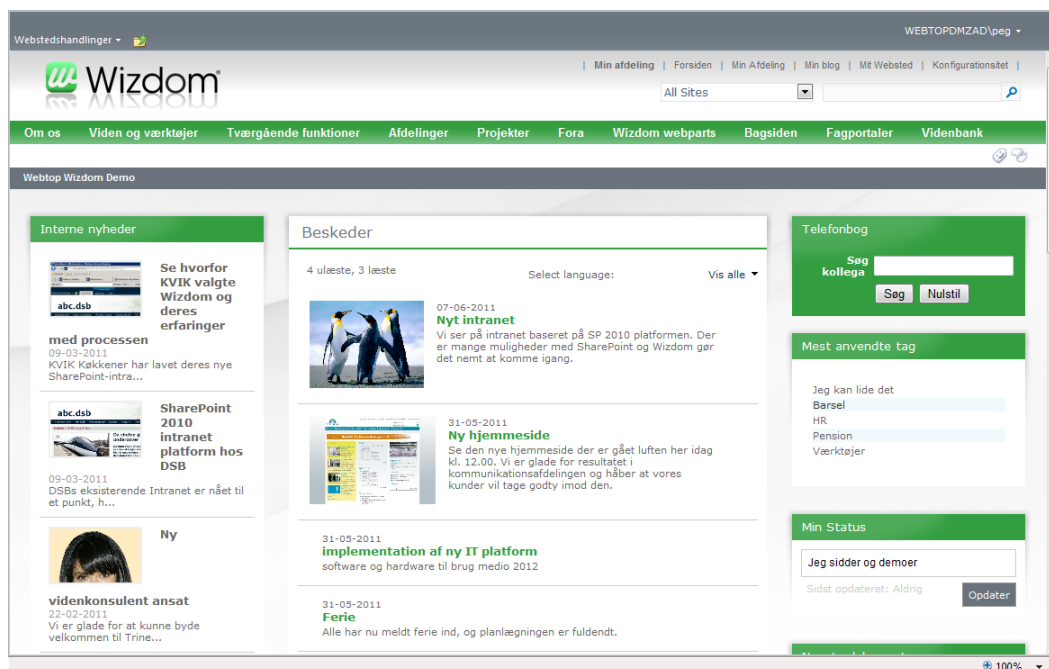 Webstedshandlinger
WEBTOPDMZAD\peg
Wizdom
| Min afdeling | Forsiden | Min Afdeling | Min blog | Mit Websted | Konfigurationsitet |
All Sites
Om os Viden og værktøjer Tværgående funktioner Afdelinger Projekter Fora Wizdom webparts Bagsiden Fagportaler Videnbank
Webtop Wizdom Demo
Interne nyheder
abc.dsb
Se hvorfor
KVIK valgte
Wizdom og
deres
erfaringer
med processen
09-03-2011
KVIK Køkkener har lavet deres nye
SharePoint-intra...
abc.dsb
SharePoint
2010
intranet
platform hos
DSB
09-03-2011
DSBs eksisterende Intranet er nået til
et punkt, h...
Ny
videnkonsulent ansat
22-02-2011
Vi er glade for at kunne byde
velkommen til Trine...
Beskeder
4 ulæste, 3 læste Select language: Vis alle
07-06-2011
Nyt intranet
Vi ser på intranet baseret på SP 2010 platformen. Der
er mange muligheder med SharePoint og Wizdom gør
det nemt at komme igang.
31-05-2011
Ny hjemmeside
Se den nye hjemmeside der er gået luften her idag
kl. 12.00. Vi er glade for resultatet i
kommunikationsafdelingen og håber at vores
kunder vil tage godty imod den.
31-05-2011
implementation af ny IT platform
software og hardware til brug medio 2012
31-05-2011
Ferie
Alle har nu meldt ferie ind, og planlægningen er fuldendt.
Telefonbog
Søg
kollega
Søg Nulstil
Mest anvendte tag
Jeg kan lide det
Barsel
HR
Pension
Værktøjer
Min Status
Jeg sidder og demoer
Sidst opdateret: Aldrig
Opdater
100%